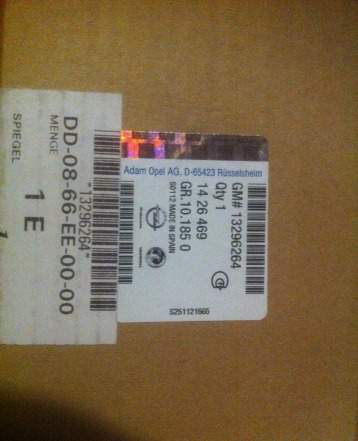 SPIEGEL
MENGE
1 E
DD-08-66-EE-00-00
*13296264*
Adam Opel AG, D-65423 Rüsselsheim
GM# 13296264
Qty 1
14 26 469
GR.10.185 0
S0112 MADE IN SPAIN
S251121665